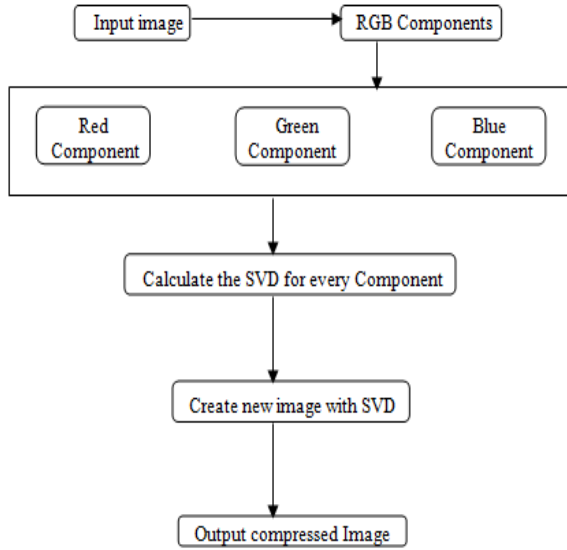 Input image
RGB Components
Red
Component
Green
Component
Blue
Component
Calculate the SVD for every Component
Create new image with SVD
Output compressed Image